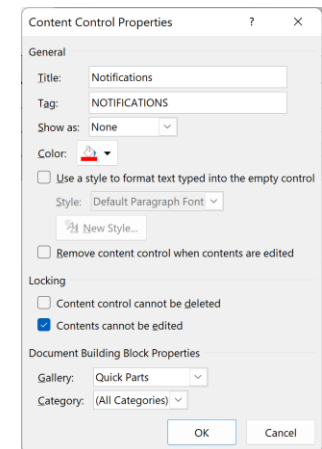 Content Control Properties ? ×
General
Title: Notifications
Tag: NOTIFICATIONS
Show as: None
Color:
Use a style to format text typed into the empty control
Style: Default Paragraph Font
New Style...
Remove content control when contents are edited
Locking
Content control cannot be deleted
Contents cannot be edited
Document Building Block Properties
Gallery: Quick Parts
Category: (All Categories)
OK Cancel